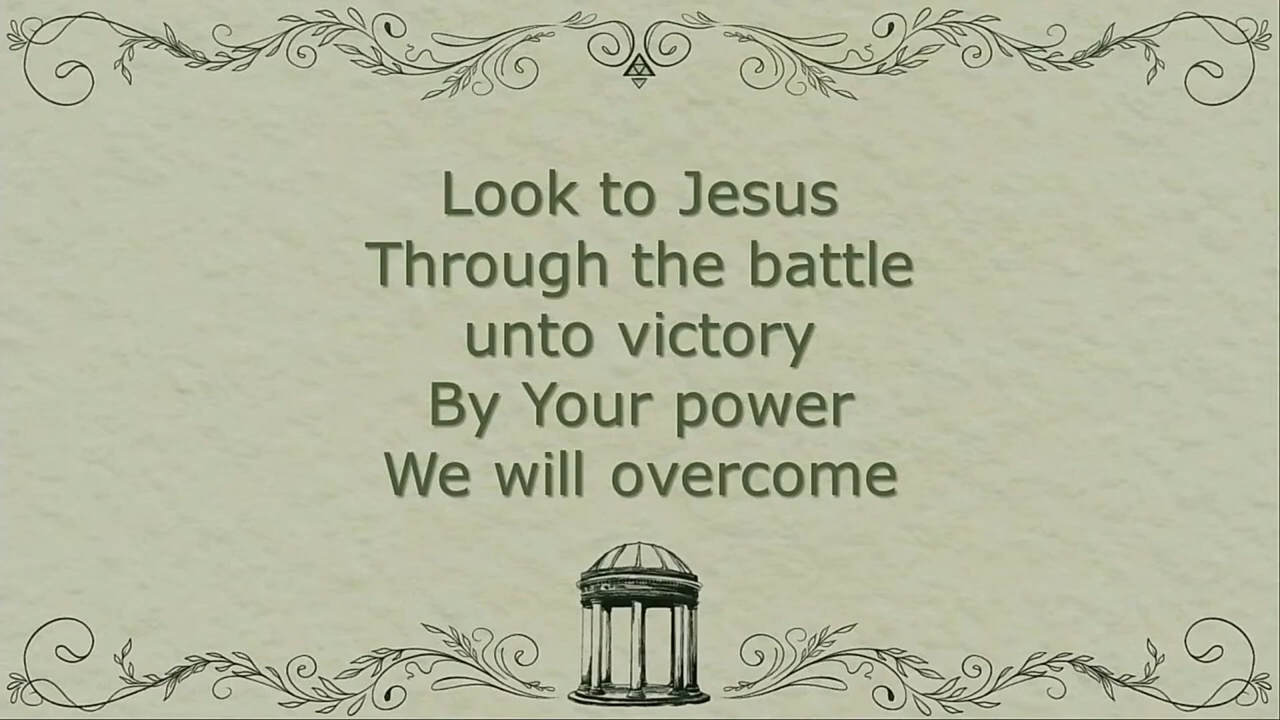 Look to Jesus
Through the battle
unto victory
By Your power
We will overcome